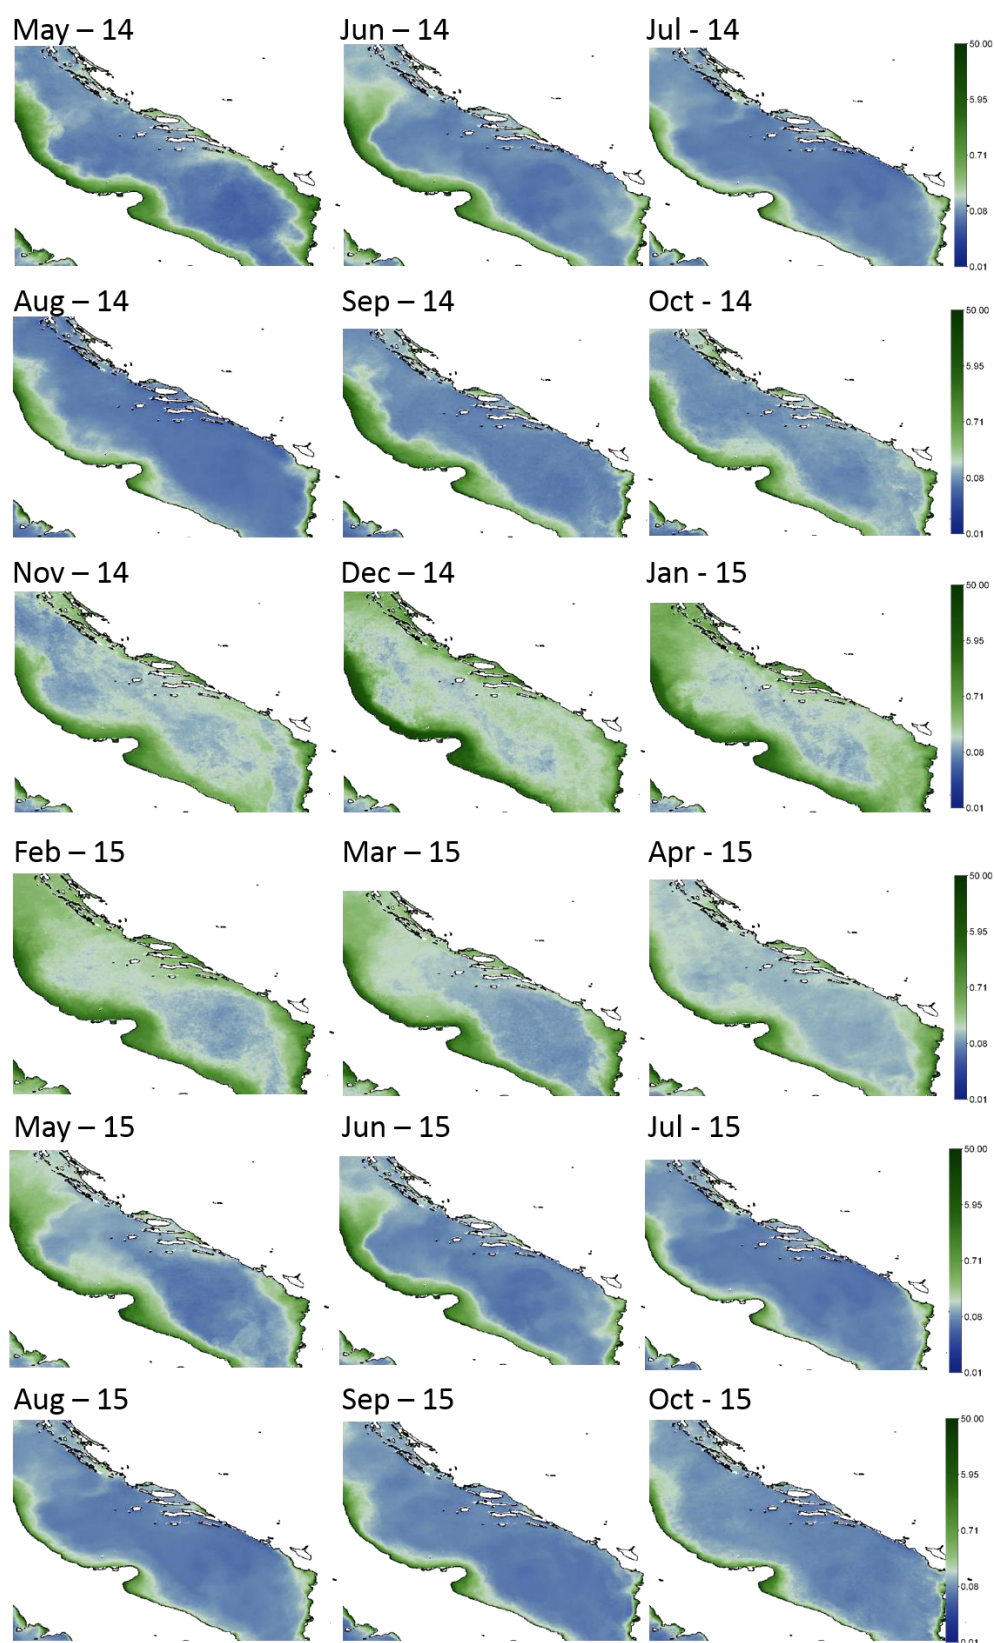 May – 14
Jun – 14
Jul - 14
50.00
5.95
0.71
0.08
0.01
Aug – 14
Sep – 14
Oct - 14
50.00
5.95
0.71
0.08
0.01
Nov – 14
Dec – 14
Jan - 15
50.00
5.95
0.71
0.08
0.01
Feb – 15
Mar – 15
Apr - 15
50.00
5.95
0.71
0.08
0.01
May – 15
Jun – 15
Jul - 15
50.00
5.95
0.71
0.08
0.01
Aug – 15
Sep – 15
Oct - 15
50.00
5.95
0.71
0.08
0.01